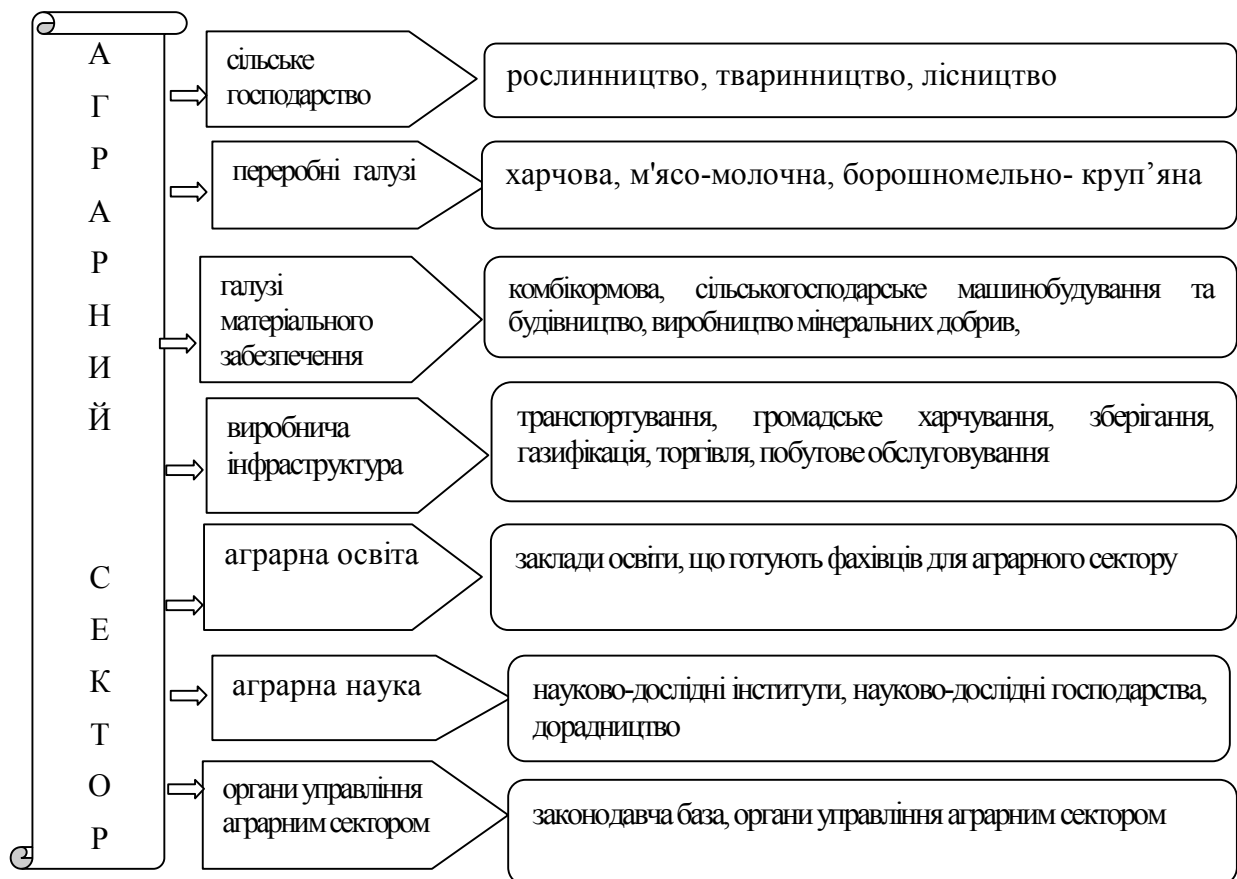 АГРАРНИЙ СЕКТОР
сільське
господарство
рослинництво, тваринництво, лісництво
переробні галузі
харчова, м'ясо-молочна, борошномельно- круп’яна
галузі
матеріального
забезпечення
комбікормова, сільськогосподарське машинобудування та
будівництво, виробництво мінеральних добрив,
виробнича
інфраструктура
транспортування, громадське харчування, зберігання,
газифікація, торгівля, побутове обслуговування
аграрна освіта
заклади освіти, що готують фахівців для аграрного сектору
аграрна наука
науково-дослідні інститути, науково-дослідні господарства,
дорадництво
органи управління
аграрним сектором
законодавча база, органи управління аграрним сектором